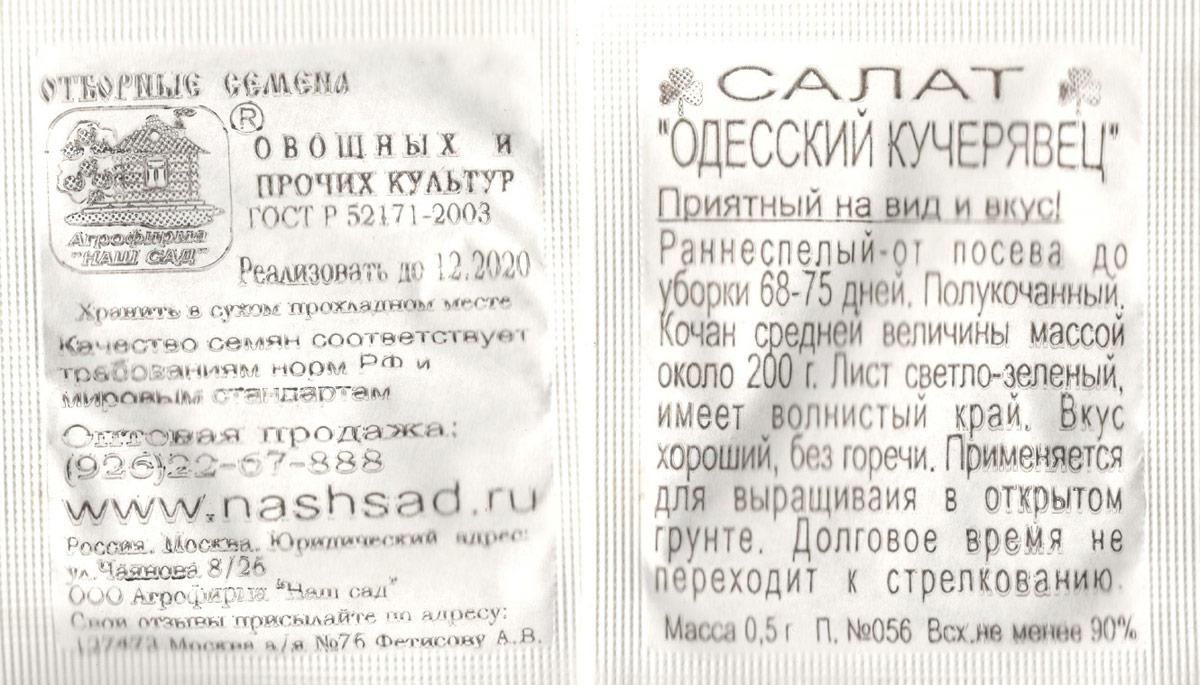 ОТБОРНЫЕ СЕМЕНА
®
ОВОЩНЫХ И
ПРОЧИХ КУЛЬТУР
ГОСТ Р 52171-2003
Агрофирма
"НАШ САД"
Реализовать до 12.2020
Хранить в сухом прохладном месте
Качество семян соответствует
требованиям норм РФ и
мировым стандартам
Оптовая продажа:
(926)22-67-888
www.nashsad.ru
Россия. Москва. Юридический адрес:
ул.Чаянова 8/26
ООО Агрофирма "Наш сад"
Свои отзывы присылайте по адресу:
127473 Москва а/я №76 Фетисову А.В.
САЛАТ
"ОДЕССКИЙ КУЧЕРЯВЕЦ"
Приятный на вид и вкус!
Раннеспелый-от посева до
уборки 68-75 дней. Полукочанный.
Кочан средней величины массой
около 200 г. Лист светло-зеленый,
имеет волнистый край. Вкус
хороший, без горечи. Применяется
для выращиваия в открытом
грунте. Долговое время не
переходит к стрелкованию.
Масса 0,5 г П. №056 Всх.не менее 90%